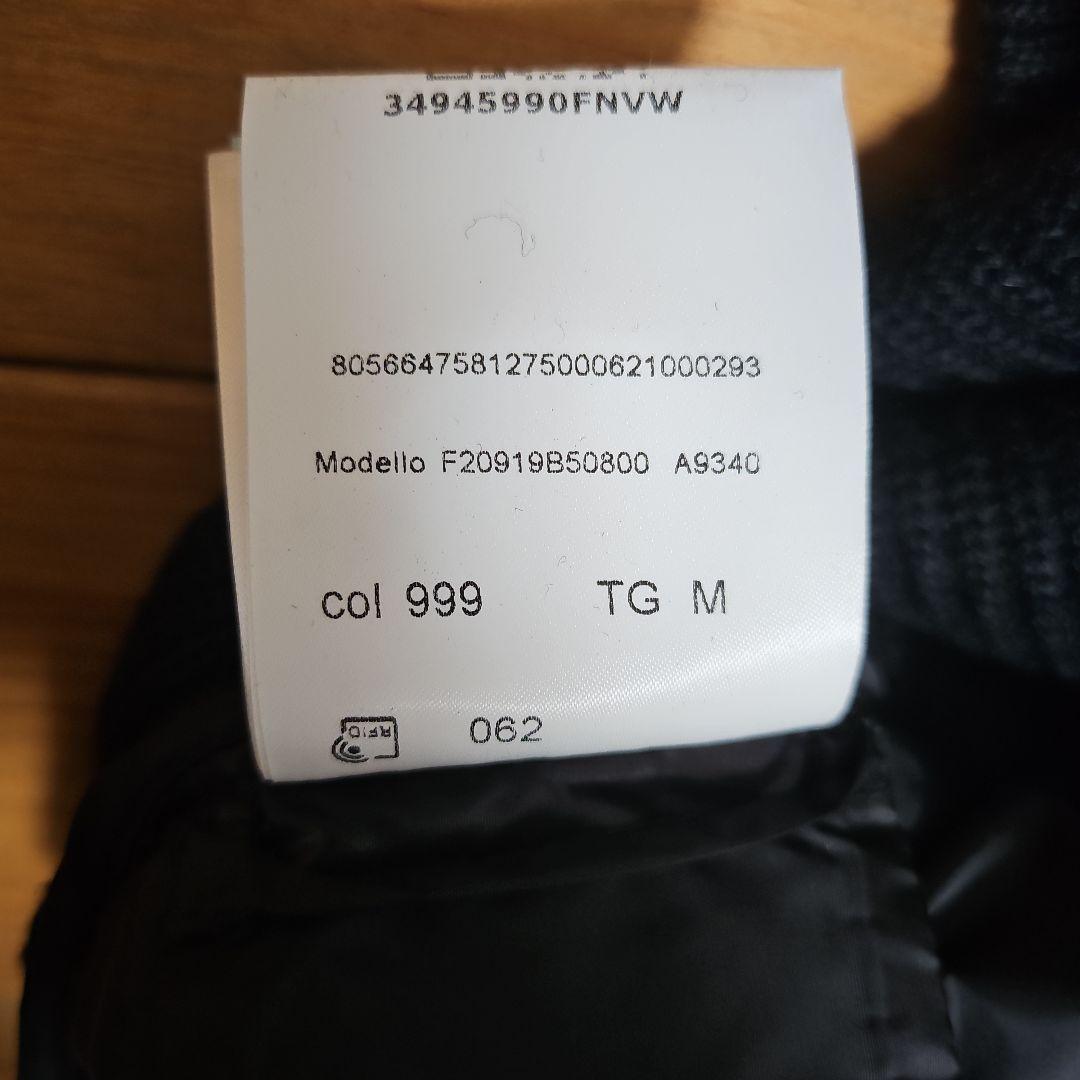 34945990FNVW
8056647581275000621000293
Modello F20919B50800 A9340
col 999 TG M
RFID 062